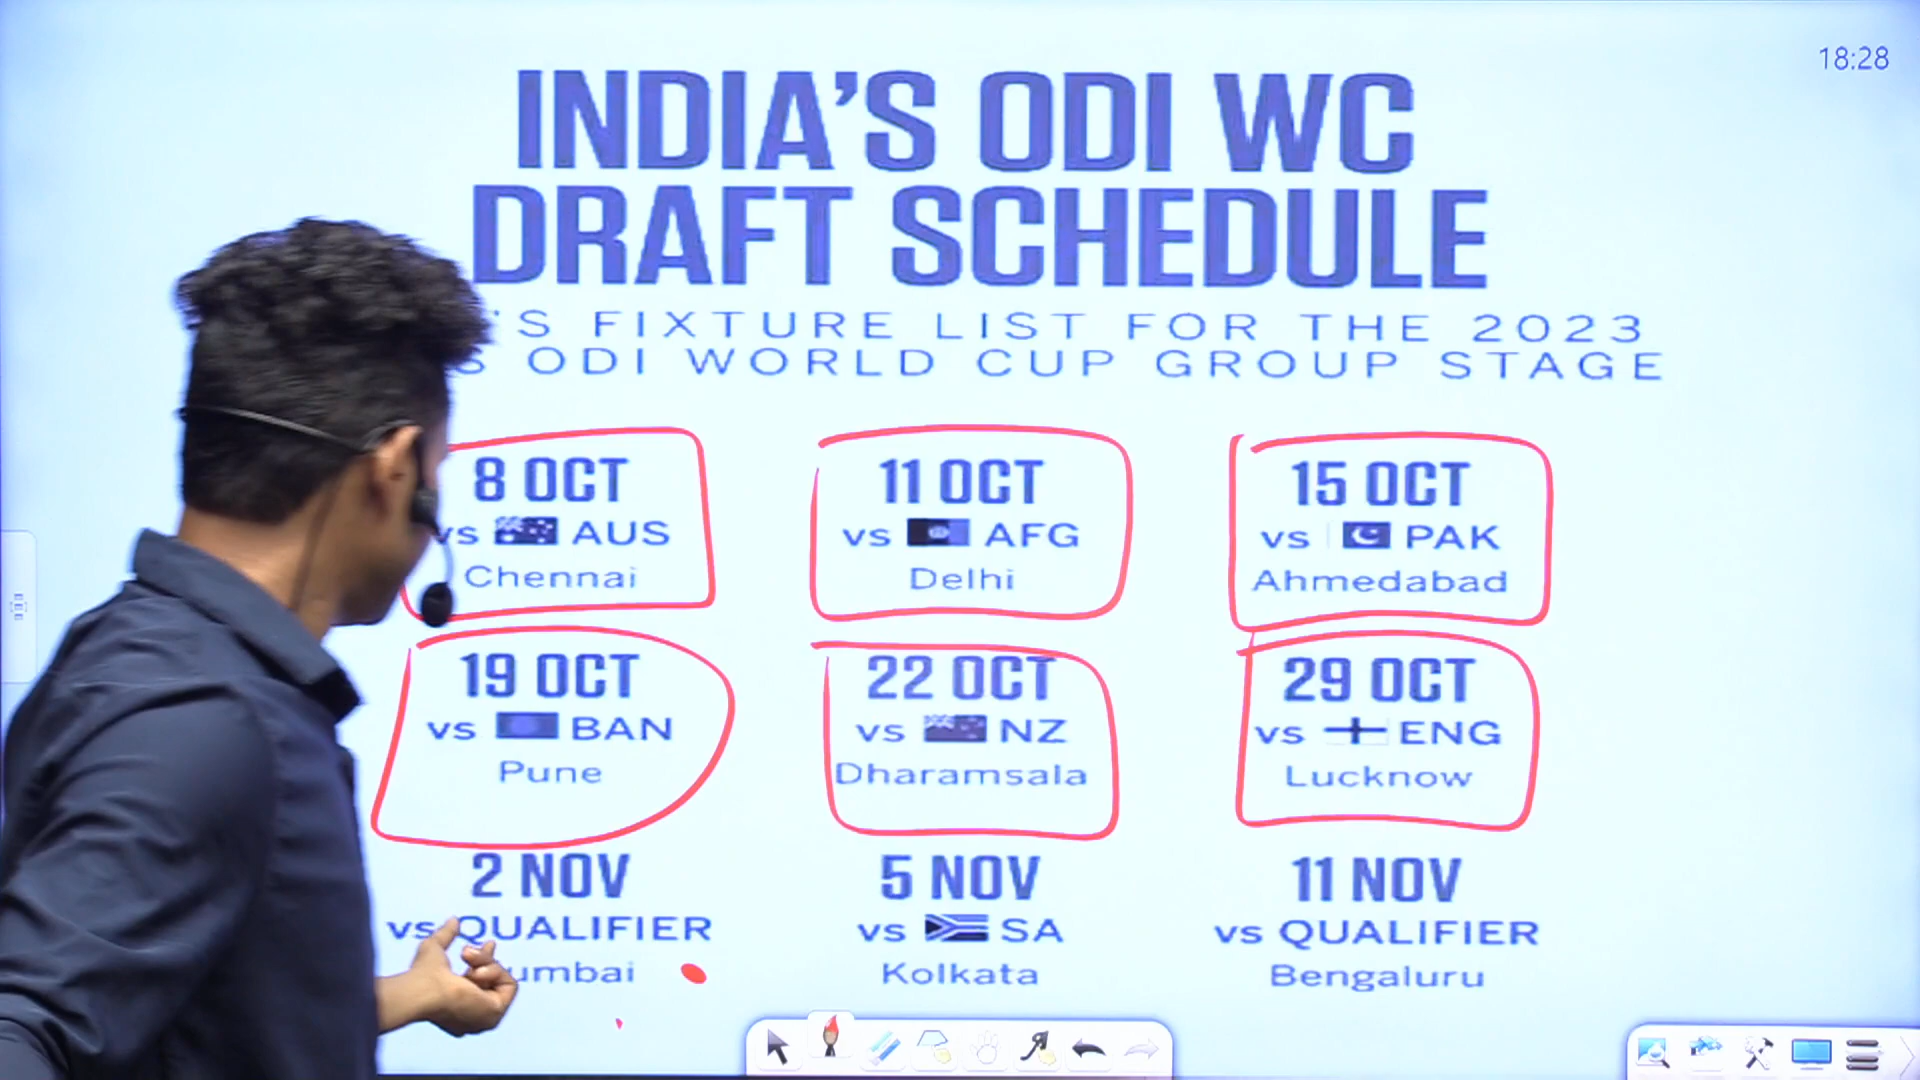 18:28
INDIA'S ODI WC
DRAFT SCHEDULE
'S FIXTURE LIST FOR THE 2023
S ODI WORLD CUP GROUP STAGE
8 OCT
vs AUS
Chennai
11 OCT
vs AFG
Delhi
15 OCT
vs PAK
Ahmedabad
19 OCT
vs BAN
Pune
22 OCT
vs NZ
Dharamsala
29 OCT
vs ENG
Lucknow
2 NOV
vs QUALIFIER
umbai
5 NOV
vs SA
Kolkata
11 NOV
vs QUALIFIER
Bengaluru